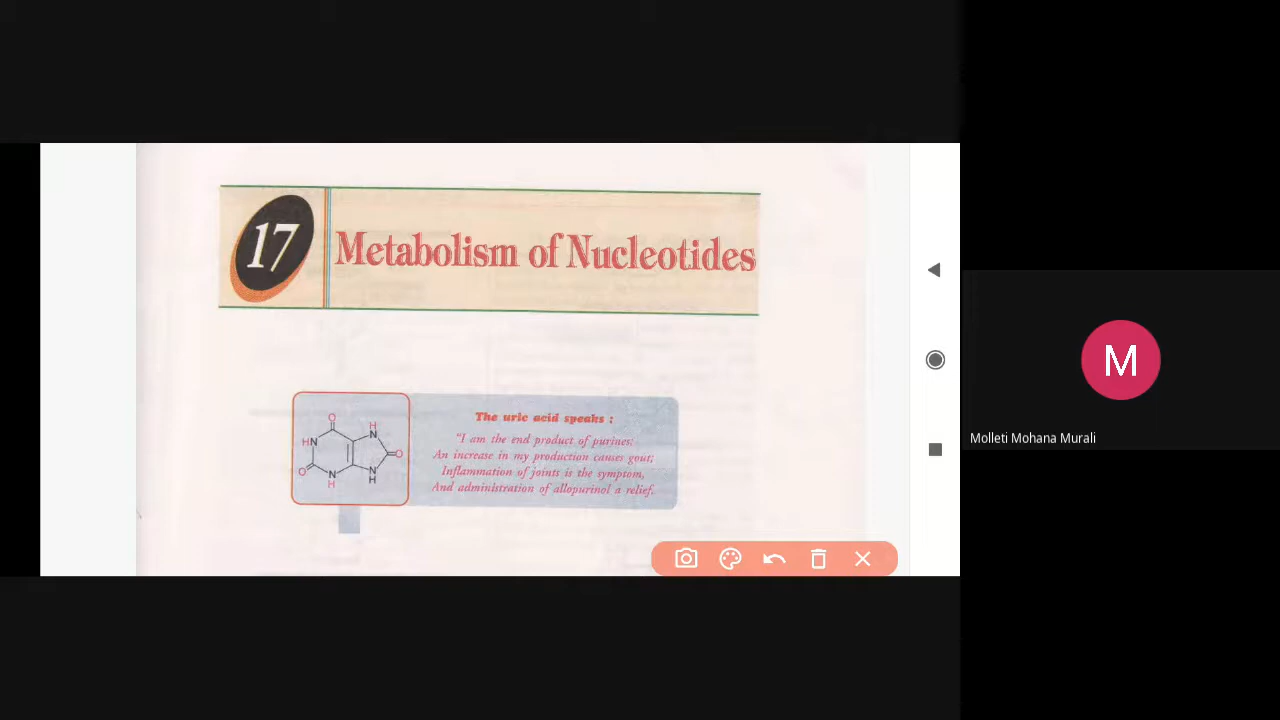 17
Metabolism of Nucleotides
The uric acid speaks :
"I am the end product of purines;
An increase in my production causes gout;
Inflammation of joints is the symptom,
And administration of allopurinol a relief.
O
H
HN
N
O
O
N
N
H
H
M
Molleti Mohana Murali